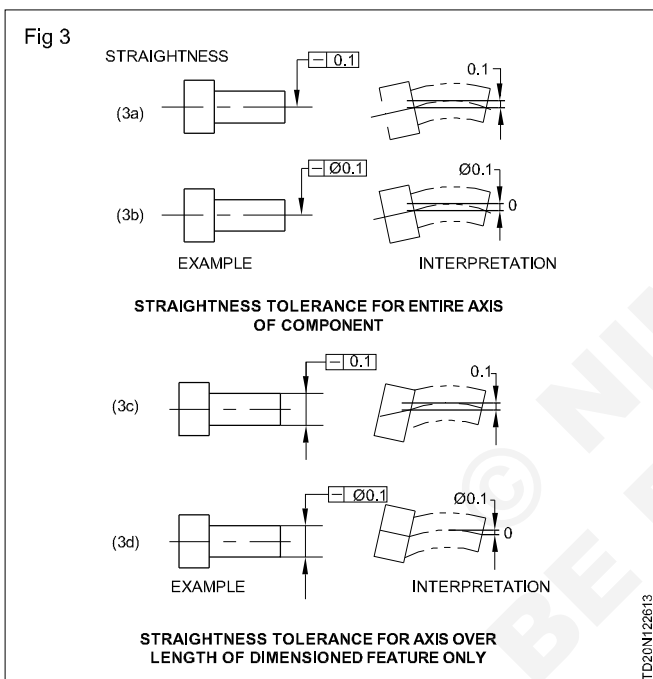 Fig 3
STRAIGHTNESS
— 0.1
0.1
(3a)
— Ø0.1
Ø0.1
(3b)
0
EXAMPLE
INTERPRETATION
STRAIGHTNESS TOLERANCE FOR ENTIRE AXIS
OF COMPONENT
— 0.1
0.1
(3c)
— Ø0.1
Ø0.1
(3d)
0
EXAMPLE
INTERPRETATION
STRAIGHTNESS TOLERANCE FOR AXIS OVER
LENGTH OF DIMENSIONED FEATURE ONLY
TD20N122613
© NI
BE